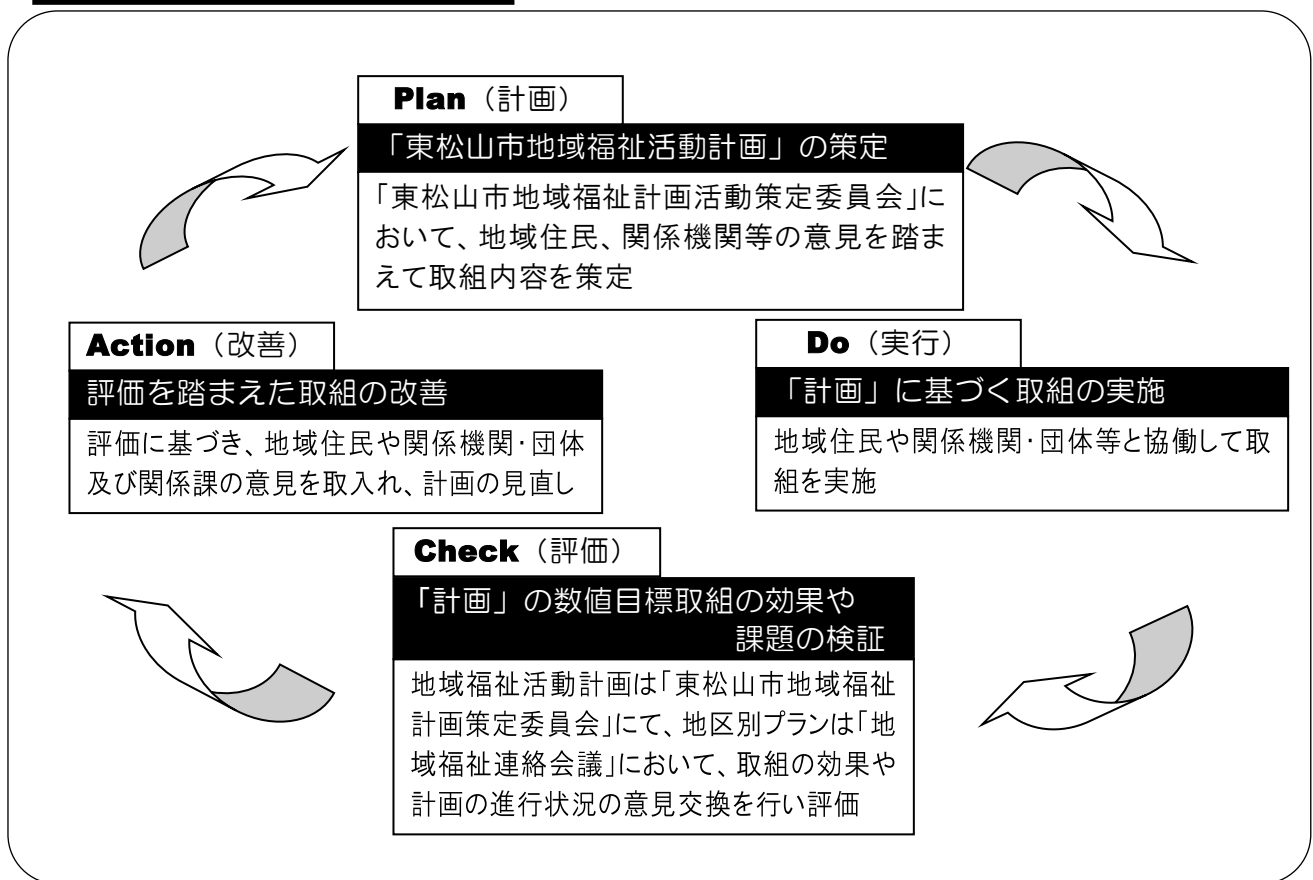 Plan（計画）
「東松山市地域福祉活動計画」の策定
「東松山市地域福祉計画活動策定委員会」に
おいて、地域住民、関係機関等の意見を踏ま
えて取組内容を策定
Action（改善）
評価を踏まえた取組の改善
評価に基づき、地域住民や関係機関・団体
及び関係課の意見を取入れ、計画の見直し
Do（実行）
「計画」に基づく取組の実施
地域住民や関係機関・団体等と協働して取
組を実施
Check（評価）
「計画」の数値目標取組の効果や
課題の検証
地域福祉活動計画は「東松山市地域福祉
計画策定委員会」にて、地区別プランは「地
域福祉連絡会議」において、取組の効果や
計画の進行状況の意見交換を行い評価